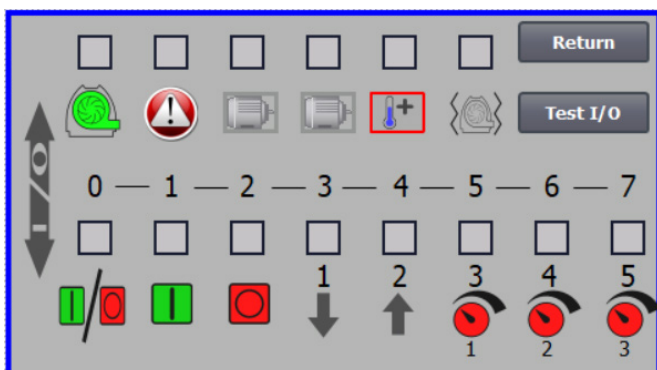 Return
Test I/O
I/O
0 — 1 — 2 — 3 — 4 — 5 — 6 — 7
1 2 3 4 5
1 2 3